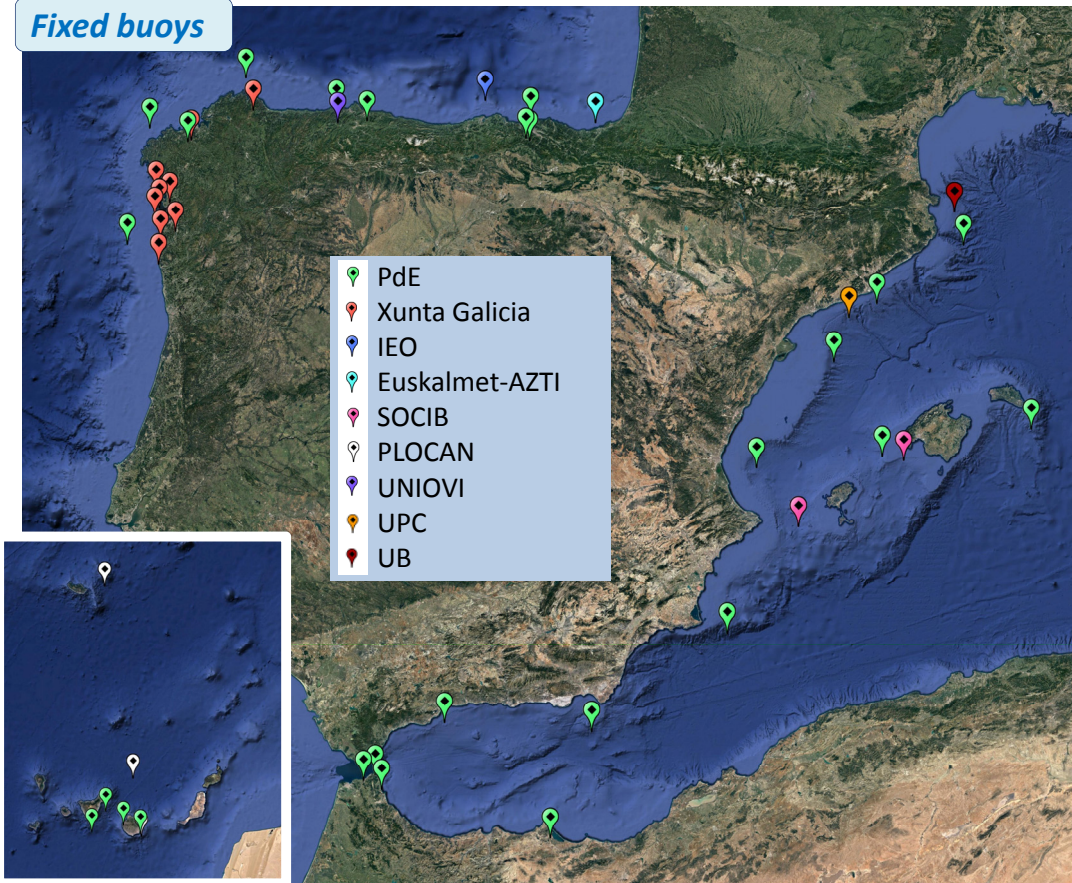 Fixed buoys
PdE
Xunta Galicia
IEO
Euskalmet-AZTI
SOCIB
PLOCAN
UNIOVI
UPC
UB